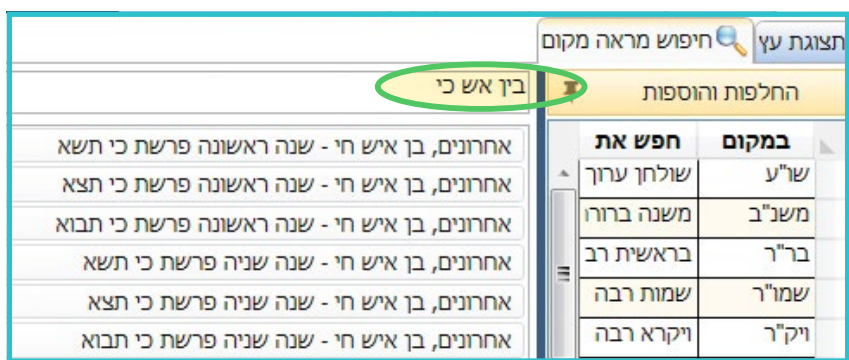 תצוגת עץ חיפוש מראה מקום
החלפות והוספות
במקום חפש את
שו"ע שולחן ערוך
משנ"ב משנה ברורו
בר"ר בראשית רב
שמו"ר שמות רבה
ויק"ר ויקרא רבה
בין אש כי
אחרונים, בן איש חי - שנה ראשונה פרשת כי תשא
אחרונים, בן איש חי - שנה ראשונה פרשת כי תצא
אחרונים, בן איש חי - שנה ראשונה פרשת כי תבוא
אחרונים, בן איש חי - שנה שניה פרשת כי תשא
אחרונים, בן איש חי - שנה שניה פרשת כי תצא
אחרונים, בן איש חי - שנה שניה פרשת כי תבוא